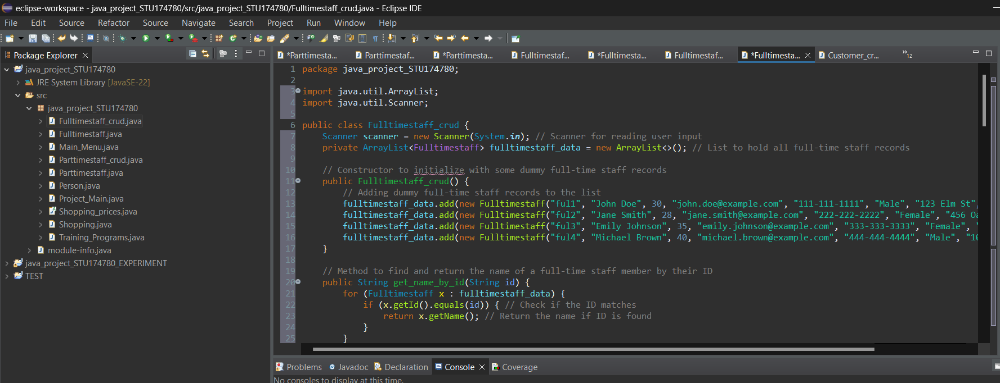 eclipse-workspace - java_project_STU174780/src/java_project_STU174780/Fulltimestaff_crud.java - Eclipse IDE
File Edit Source Refactor Source Navigate Search Project Run Window Help
Package Explorer
java_project_STU174780
JRE System Library [JavaSE-22]
src
java_project_STU174780
Fulltimestaff_crud.java
Fulltimestaff.java
Main_Menu.java
Parttimestaff_crud.java
Parttimestaff.java
Person.java
Project_Main.java
Shopping_prices.java
Shopping.java
Training_Programs.java
module-info.java
java_project_STU174780_EXPERIMENT
TEST
*Parttimesta... Parttimestaf... *Parttimesta... Fulltimestaf... *Fulltimesta... Fulltimestaf... *Fulltimesta... Customer_cr... »12
1 package java_project_STU174780;
2
3 import java.util.ArrayList;
4 import java.util.Scanner;
5
6 public class Fulltimestaff_crud {
7 Scanner scanner = new Scanner(System.in); // Scanner for reading user input
8 private ArrayList<Fulltimestaff> fulltimestaff_data = new ArrayList<>(); // List to hold all full-time staff records
9
10 // Constructor to initialize with some dummy full-time staff records
11 public Fulltimestaff_crud() {
12 // Adding dummy full-time staff records to the list
13 fulltimestaff_data.add(new Fulltimestaff("ful1", "John Doe", 30, "john.doe@example.com", "111-111-1111", "Male", "123 Elm St",
14 fulltimestaff_data.add(new Fulltimestaff("ful2", "Jane Smith", 28, "jane.smith@example.com", "222-222-2222", "Female", "456 Oa
15 fulltimestaff_data.add(new Fulltimestaff("ful3", "Emily Johnson", 35, "emily.johnson@example.com", "333-333-3333", "Female", "
16 fulltimestaff_data.add(new Fulltimestaff("ful4", "Michael Brown", 40, "michael.brown@example.com", "444-444-4444", "Male", "10
17 }
18
19 // Method to find and return the name of a full-time staff member by their ID
20 public String get_name_by_id(String id) {
21 for (Fulltimestaff x : fulltimestaff_data) {
22 if (x.getId().equals(id)) { // Check if the ID matches
23 return x.getName(); // Return the name if ID is found
24 }
25 }
Problems Javadoc Declaration Console Coverage
No consoles to display at this time.